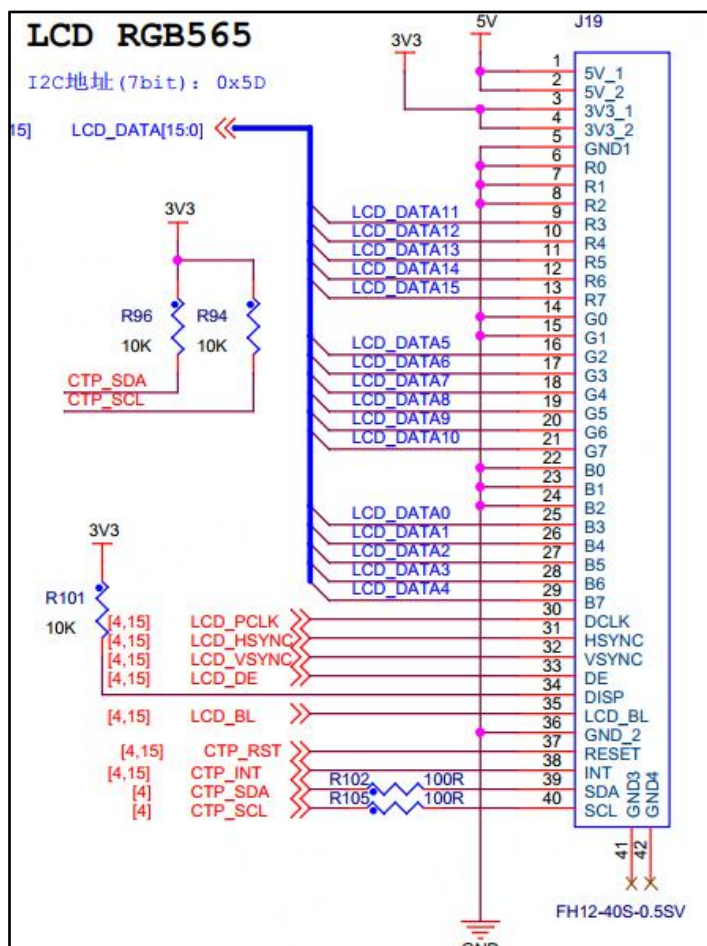 LCD RGB565
I2C地址(7bit): 0x5D
15] LCD_DATA[15:0]
3V3
5V
J19
1 5V_1
2 5V_2
3 3V3_1
4 3V3_2
5 GND1
6 R0
7 R1
8 R2
LCD_DATA11 9 R3
LCD_DATA12 10 R4
LCD_DATA13 11 R5
LCD_DATA14 12 R6
LCD_DATA15 13 R7
14 G0
15 G1
LCD_DATA5 16 G2
LCD_DATA6 17 G3
LCD_DATA7 18 G4
LCD_DATA8 19 G5
LCD_DATA9 20 G6
LCD_DATA10 21 G7
22 B0
23 B1
24 B2
LCD_DATA0 25 B3
LCD_DATA1 26 B4
LCD_DATA2 27 B5
LCD_DATA3 28 B6
LCD_DATA4 29 B7
[4,15] LCD_PCLK 30 DCLK
[4,15] LCD_HSYNC 31 HSYNC
[4,15] LCD_VSYNC 32 VSYNC
[4,15] LCD_DE 33 DE
34 DISP
[4,15] LCD_BL 35 LCD_BL
36 GND_2
[4,15] CTP_RST 37 RESET
[4,15] CTP_INT 38 INT
[4] CTP_SDA R102 100R 39 SDA
[4] CTP_SCL R105 100R 40 SCL
3V3
R96 R94
10K 10K
CTP_SDA
CTP_SCL
3V3
R101
10K
GND3 GND4
41 42
FH12-40S-0.5SV
GND